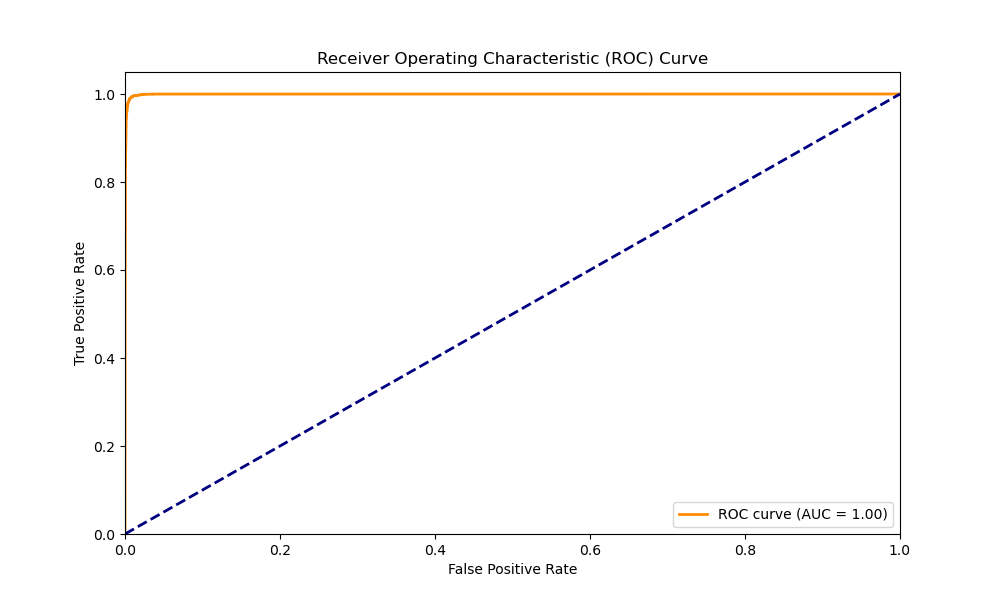 Receiver Operating Characteristic (ROC) Curve
1.0
0.8
0.6
0.4
0.2
0.0
True Positive Rate
ROC curve (AUC = 1.00)
0.0 0.2 0.4 0.6 0.8 1.0
False Positive Rate